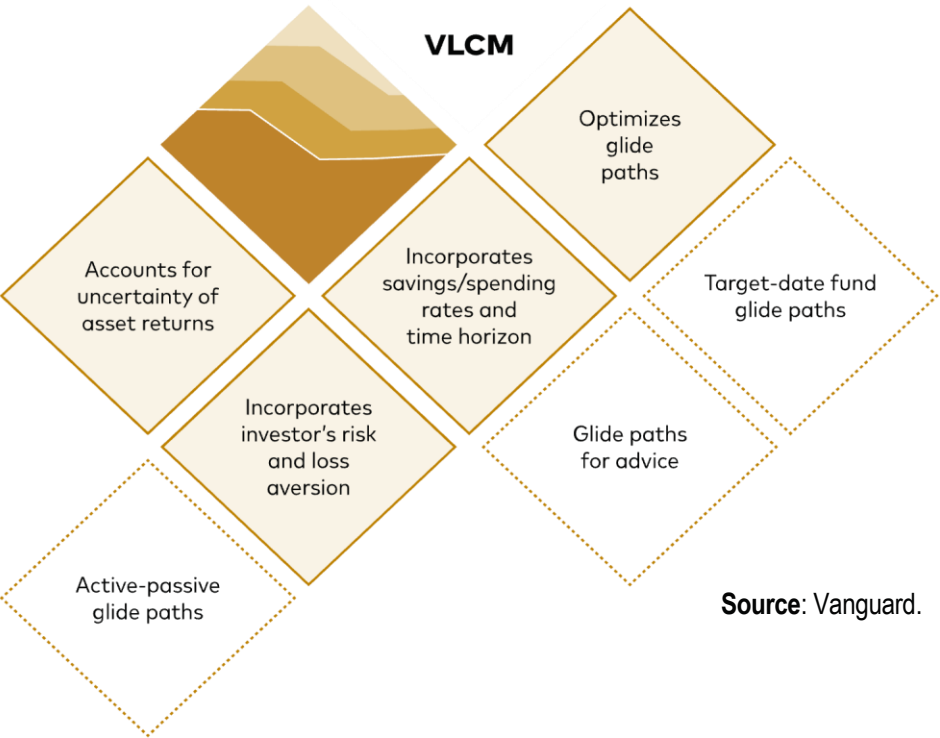 VLCM
Optimizes
glide
paths
Accounts for
uncertainty of
asset returns
Incorporates
savings/spending
rates and
time horizon
Target-date fund
glide paths
Incorporates
investor's risk
and loss
aversion
Glide paths
for advice
Active-passive
glide paths
Source: Vanguard.